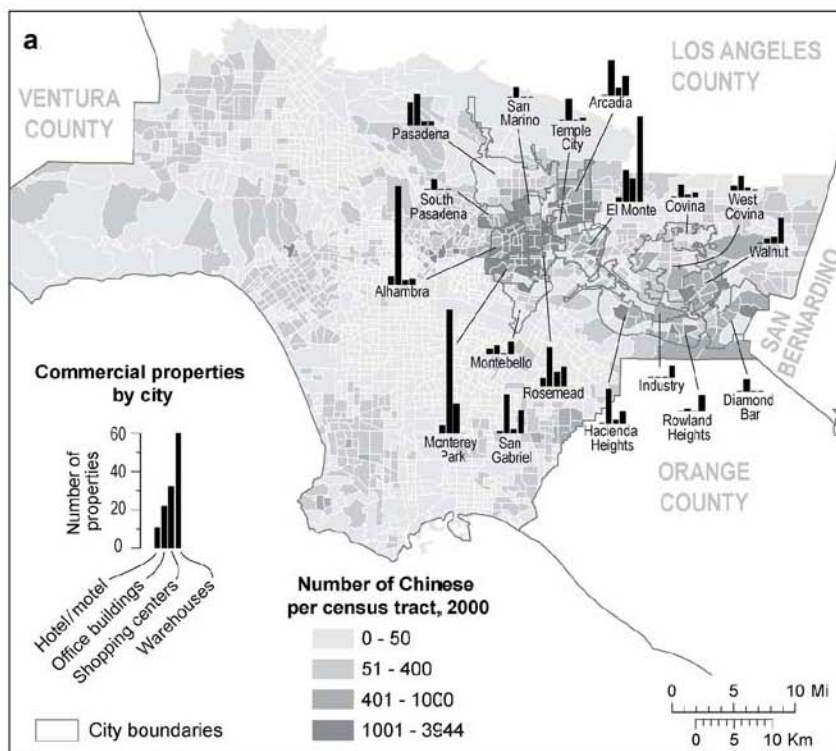 a
LOS ANGELES
COUNTY
VENTURA
COUNTY
Pasadena
San
Marino
Temple
City
Arcadia
South
Pasadena
El Monte
Covina
West
Covina
Walnut
Alhambra
SAN
BERNARDINO
Montebello
Rosemead
Industry
Diamond
Bar
Monterey
Park
San
Gabriel
Hacienda
Heights
Rowland
Heights
ORANGE
COUNTY
Commercial properties
by city
60
40
20
0
Number of
properties
Hotel/motel
Office buildings
Shopping centers
Warehouses
City boundaries
Number of Chinese
per census tract, 2000
0 - 50
51 - 400
401 - 1000
1001 - 3944
0 5 10 Mi
0 5 10 Km